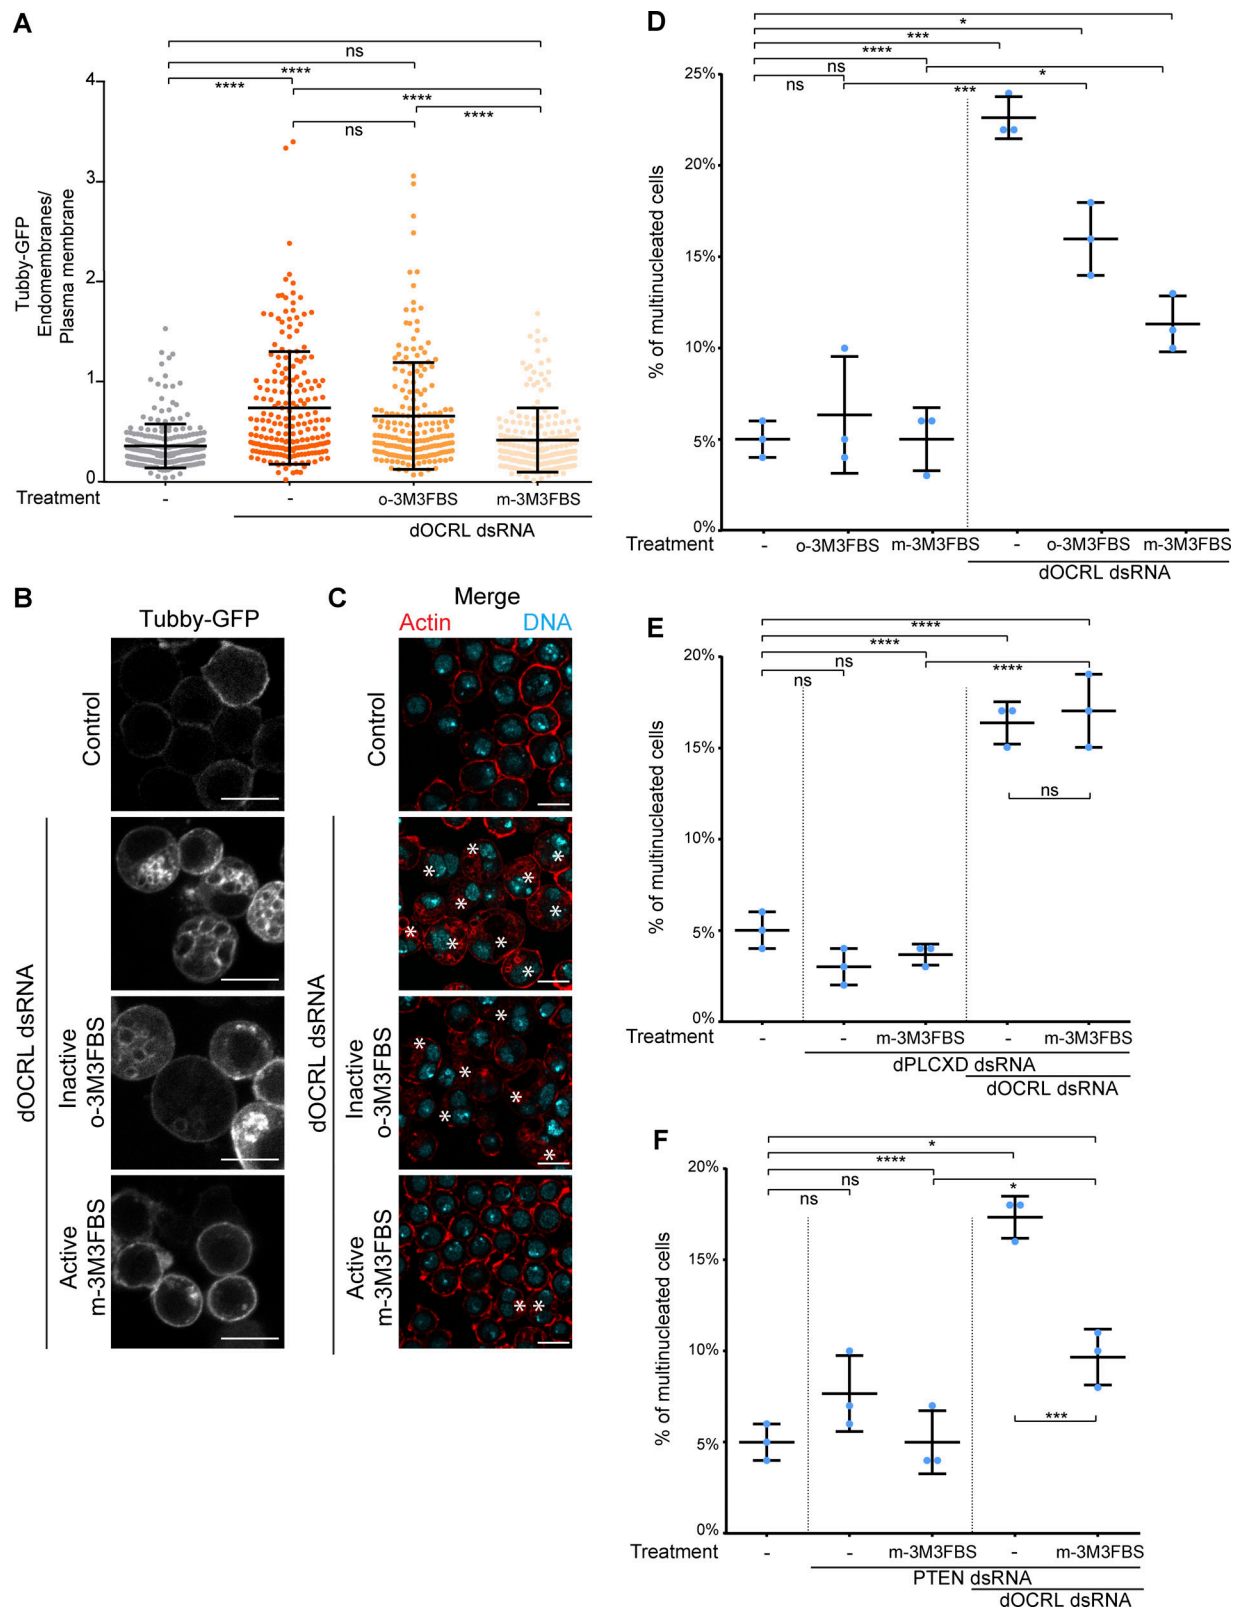 A
ns
****
****
****
****
ns
4
3
2
1
0
Tubby-GFP
Endomembranes/
Plasma membrane
Treatment - - o-3M3FBS m-3M3FBS
dOCRL dsRNA
B
Tubby-GFP
Control
dOCRL dsRNA
Inactive
o-3M3FBS
Active
m-3M3FBS
C
Merge
Actin DNA
Control
dOCRL dsRNA
* * * * * * * * * *
Inactive
o-3M3FBS
* * * * * *
Active
m-3M3FBS
* *
D
*
*
***
****
ns *
ns ***
25%
20%
15%
10%
5%
0%
% of multinucleated cells
Treatment - o-3M3FBS m-3M3FBS - o-3M3FBS m-3M3FBS
dOCRL dsRNA
E
****
****
ns ****
ns
20%
15%
10%
5%
0%
% of multinucleated cells
ns
Treatment - - m-3M3FBS - m-3M3FBS
dPLCXD dsRNA
dOCRL dsRNA
F
*
****
ns *
ns
20%
15%
10%
5%
0%
% of multinucleated cells
***
Treatment - - m-3M3FBS - m-3M3FBS
PTEN dsRNA
dOCRL dsRNA